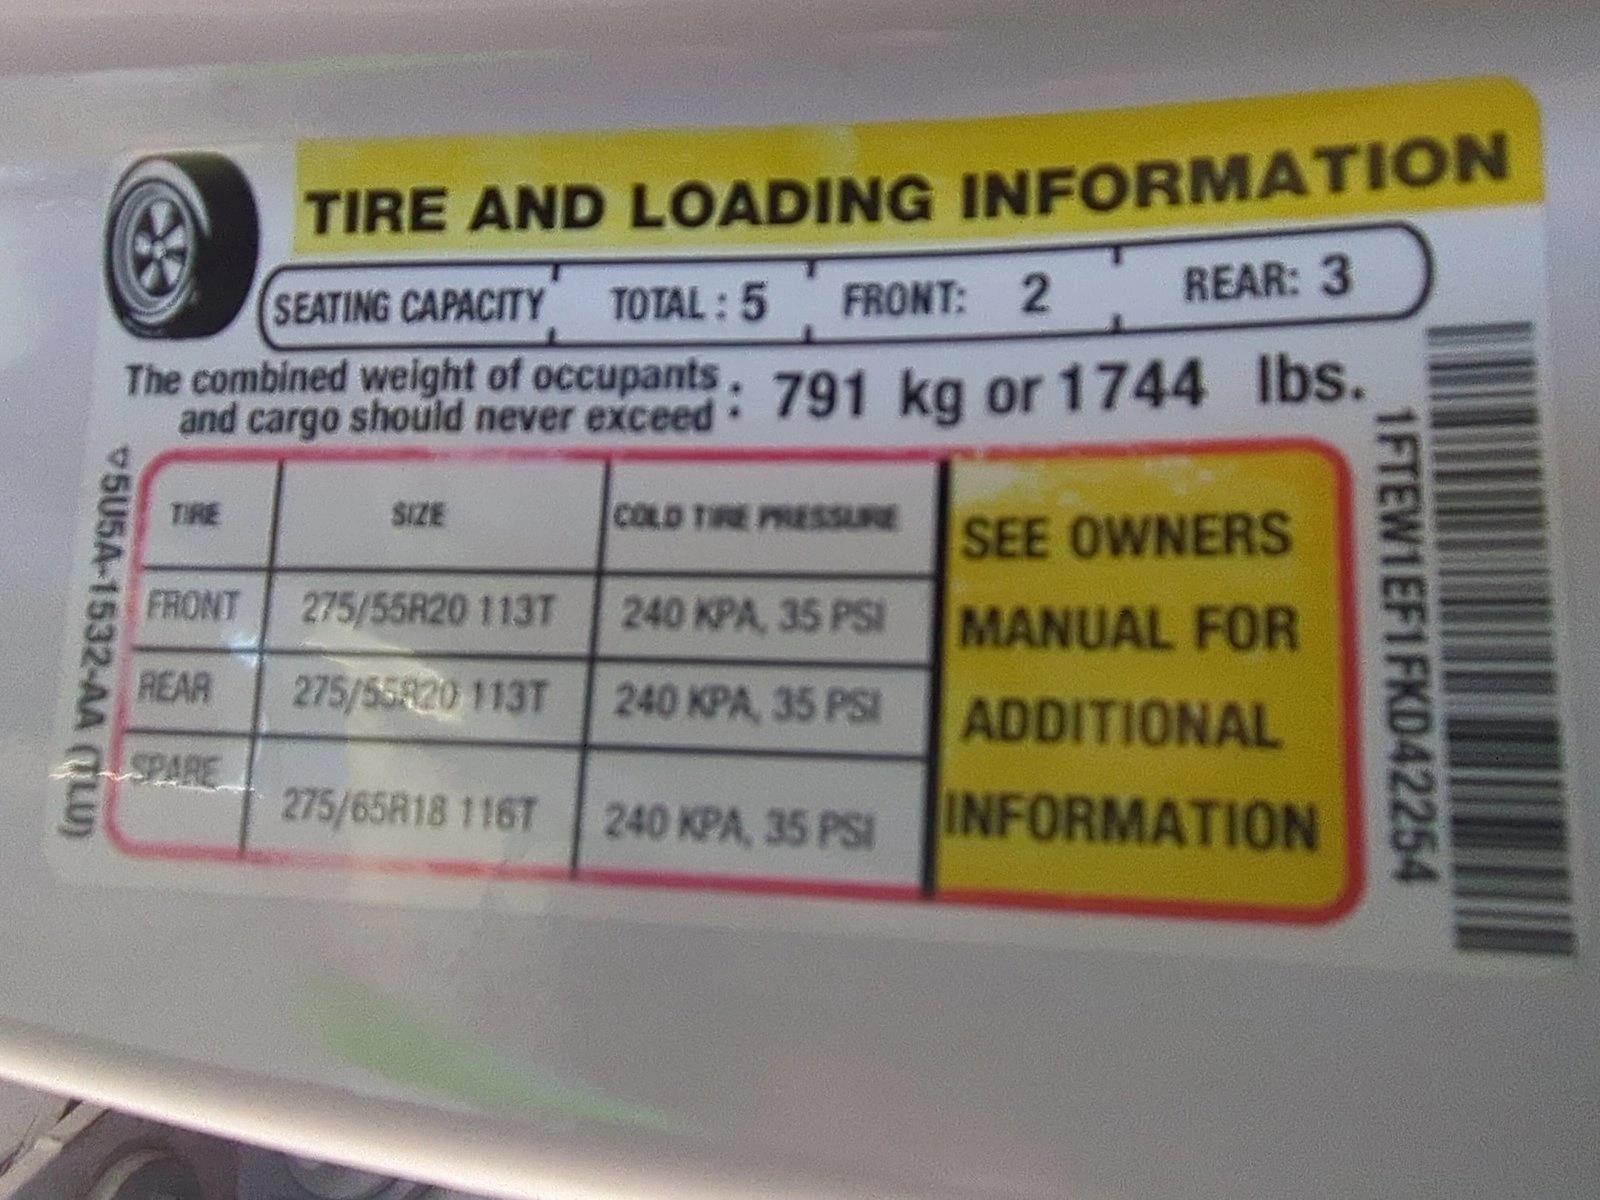 TIRE AND LOADING INFORMATION
SEATING CAPACITY TOTAL : 5 FRONT: 2 REAR: 3
The combined weight of occupants
and cargo should never exceed : 791 kg or 1744 lbs.
TIRE SIZE COLD TIRE PRESSURE
FRONT 275/55R20 113T 240 KPA, 35 PSI
REAR 275/55R20 113T 240 KPA, 35 PSI
SPARE 275/65R18 116T 240 KPA, 35 PSI
SEE OWNERS
MANUAL FOR
ADDITIONAL
INFORMATION
5U5A-1532-AA (TLU)
1FTEW1EF1FKD42254